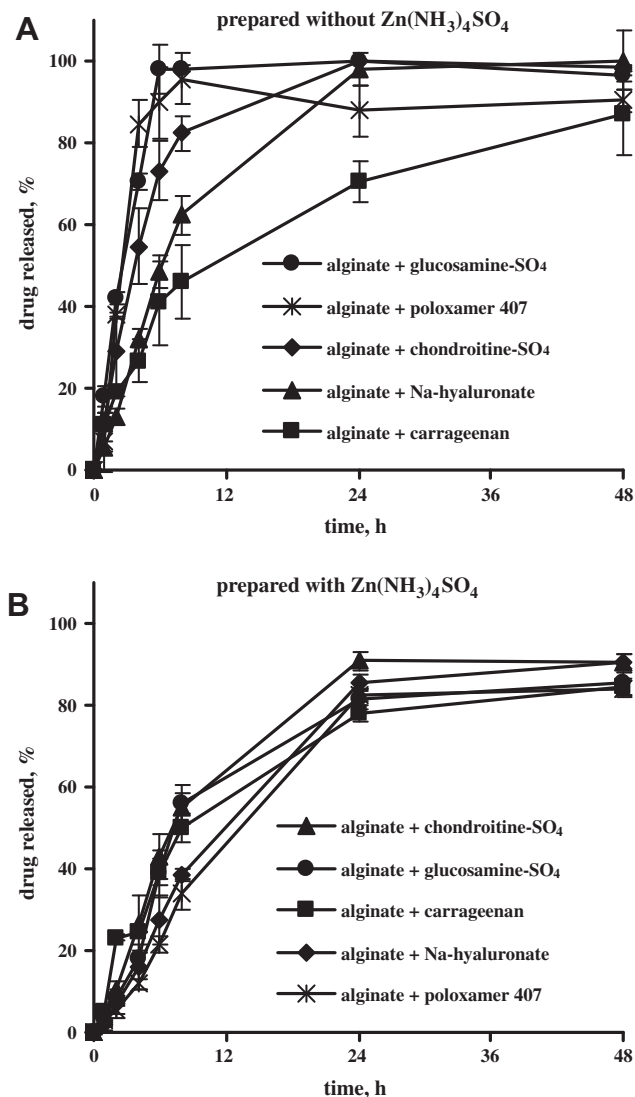 A
prepared without Zn(NH3)4SO4
100
80
60
40
20
0
drug released, %
alginate + glucosamine-SO4
alginate + poloxamer 407
alginate + chondroitine-SO4
alginate + Na-hyaluronate
alginate + carrageenan
0 12 24 36 48
time, h
B
prepared with Zn(NH3)4SO4
100
80
60
40
20
0
drug released, %
alginate + chondroitine-SO4
alginate + glucosamine-SO4
alginate + carrageenan
alginate + Na-hyaluronate
alginate + poloxamer 407
0 12 24 36 48
time, h